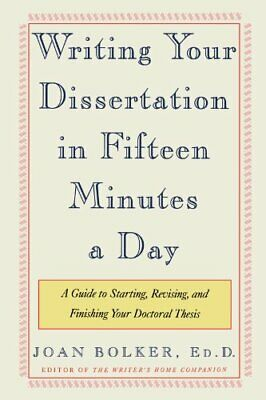 Writing Your
Dissertation
in Fifteen
Minutes
a Day
A Guide to Starting, Revising, and
Finishing Your Doctoral Thesis
JOAN BOLKER, ED.D.
EDITOR OF THE WRITER'S HOME COMPANION